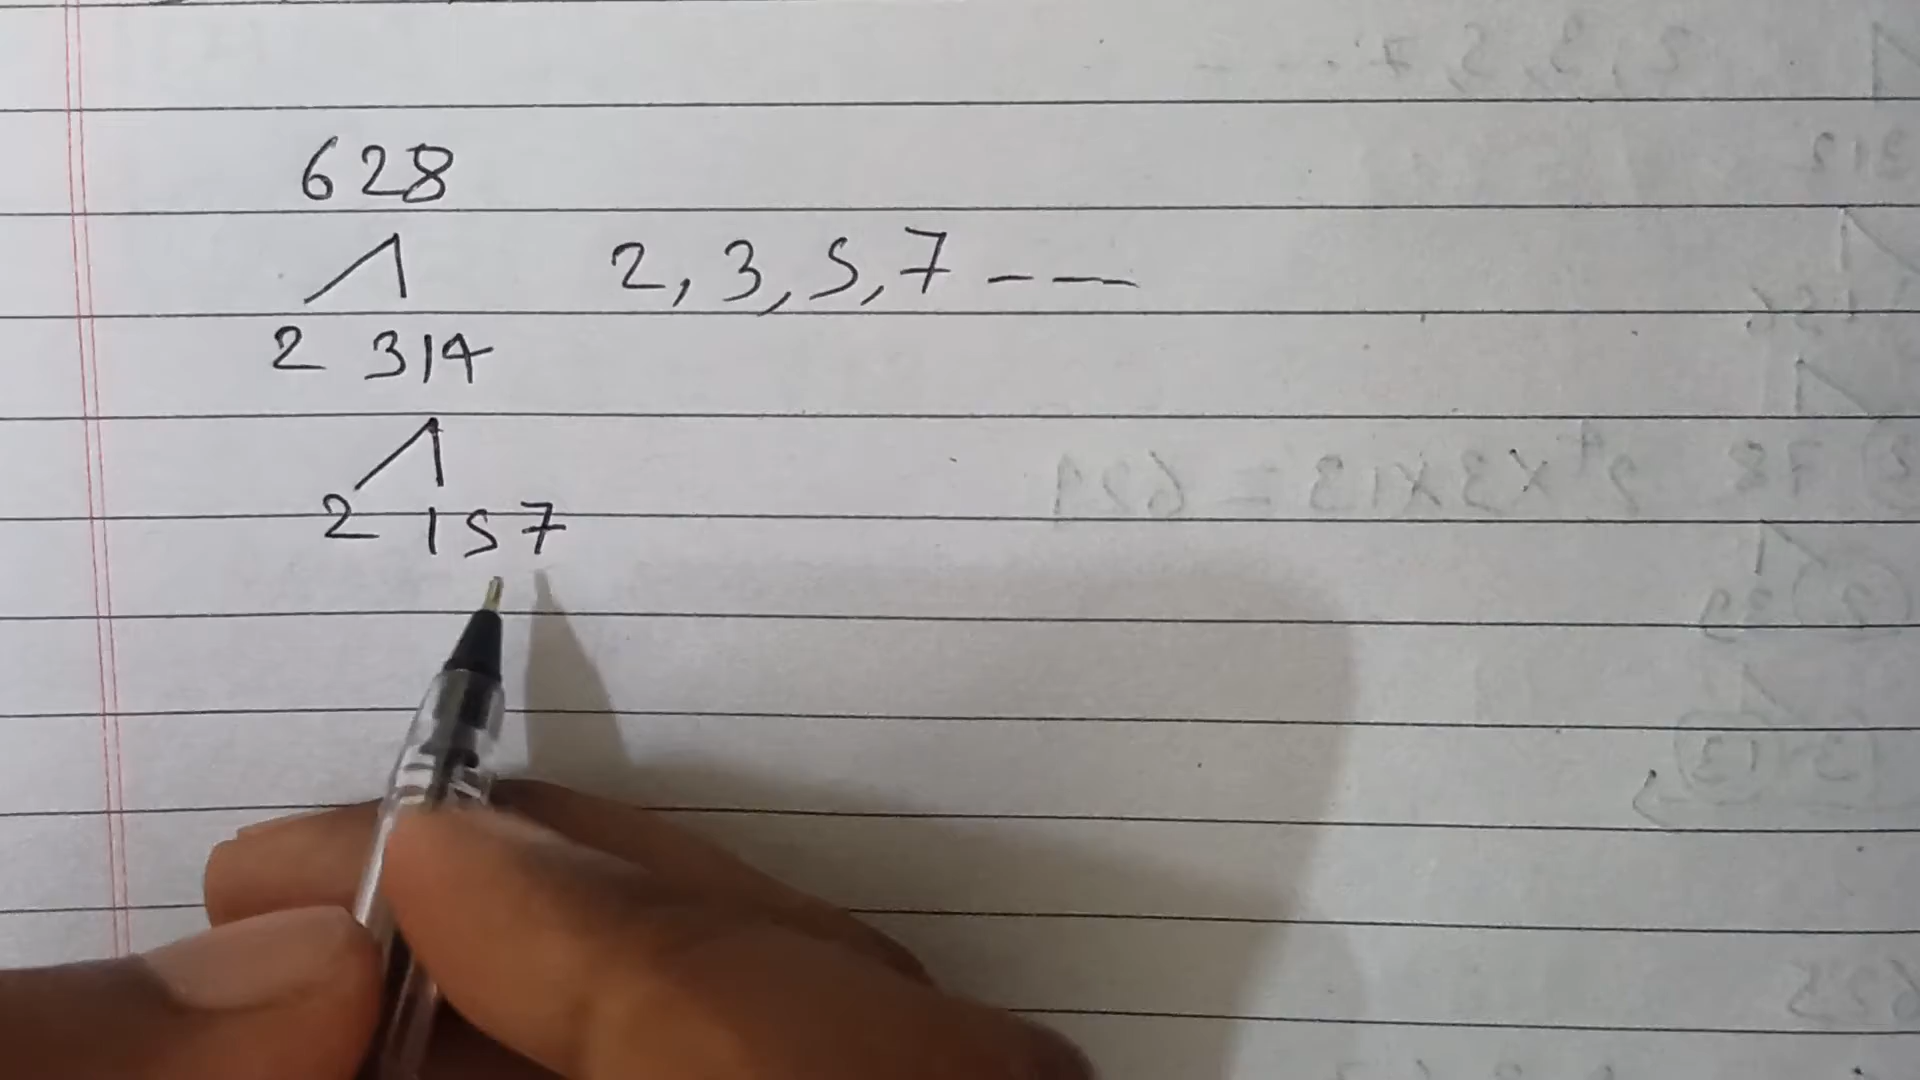 628
2, 3, 5, 7 - —
2 314
2 157